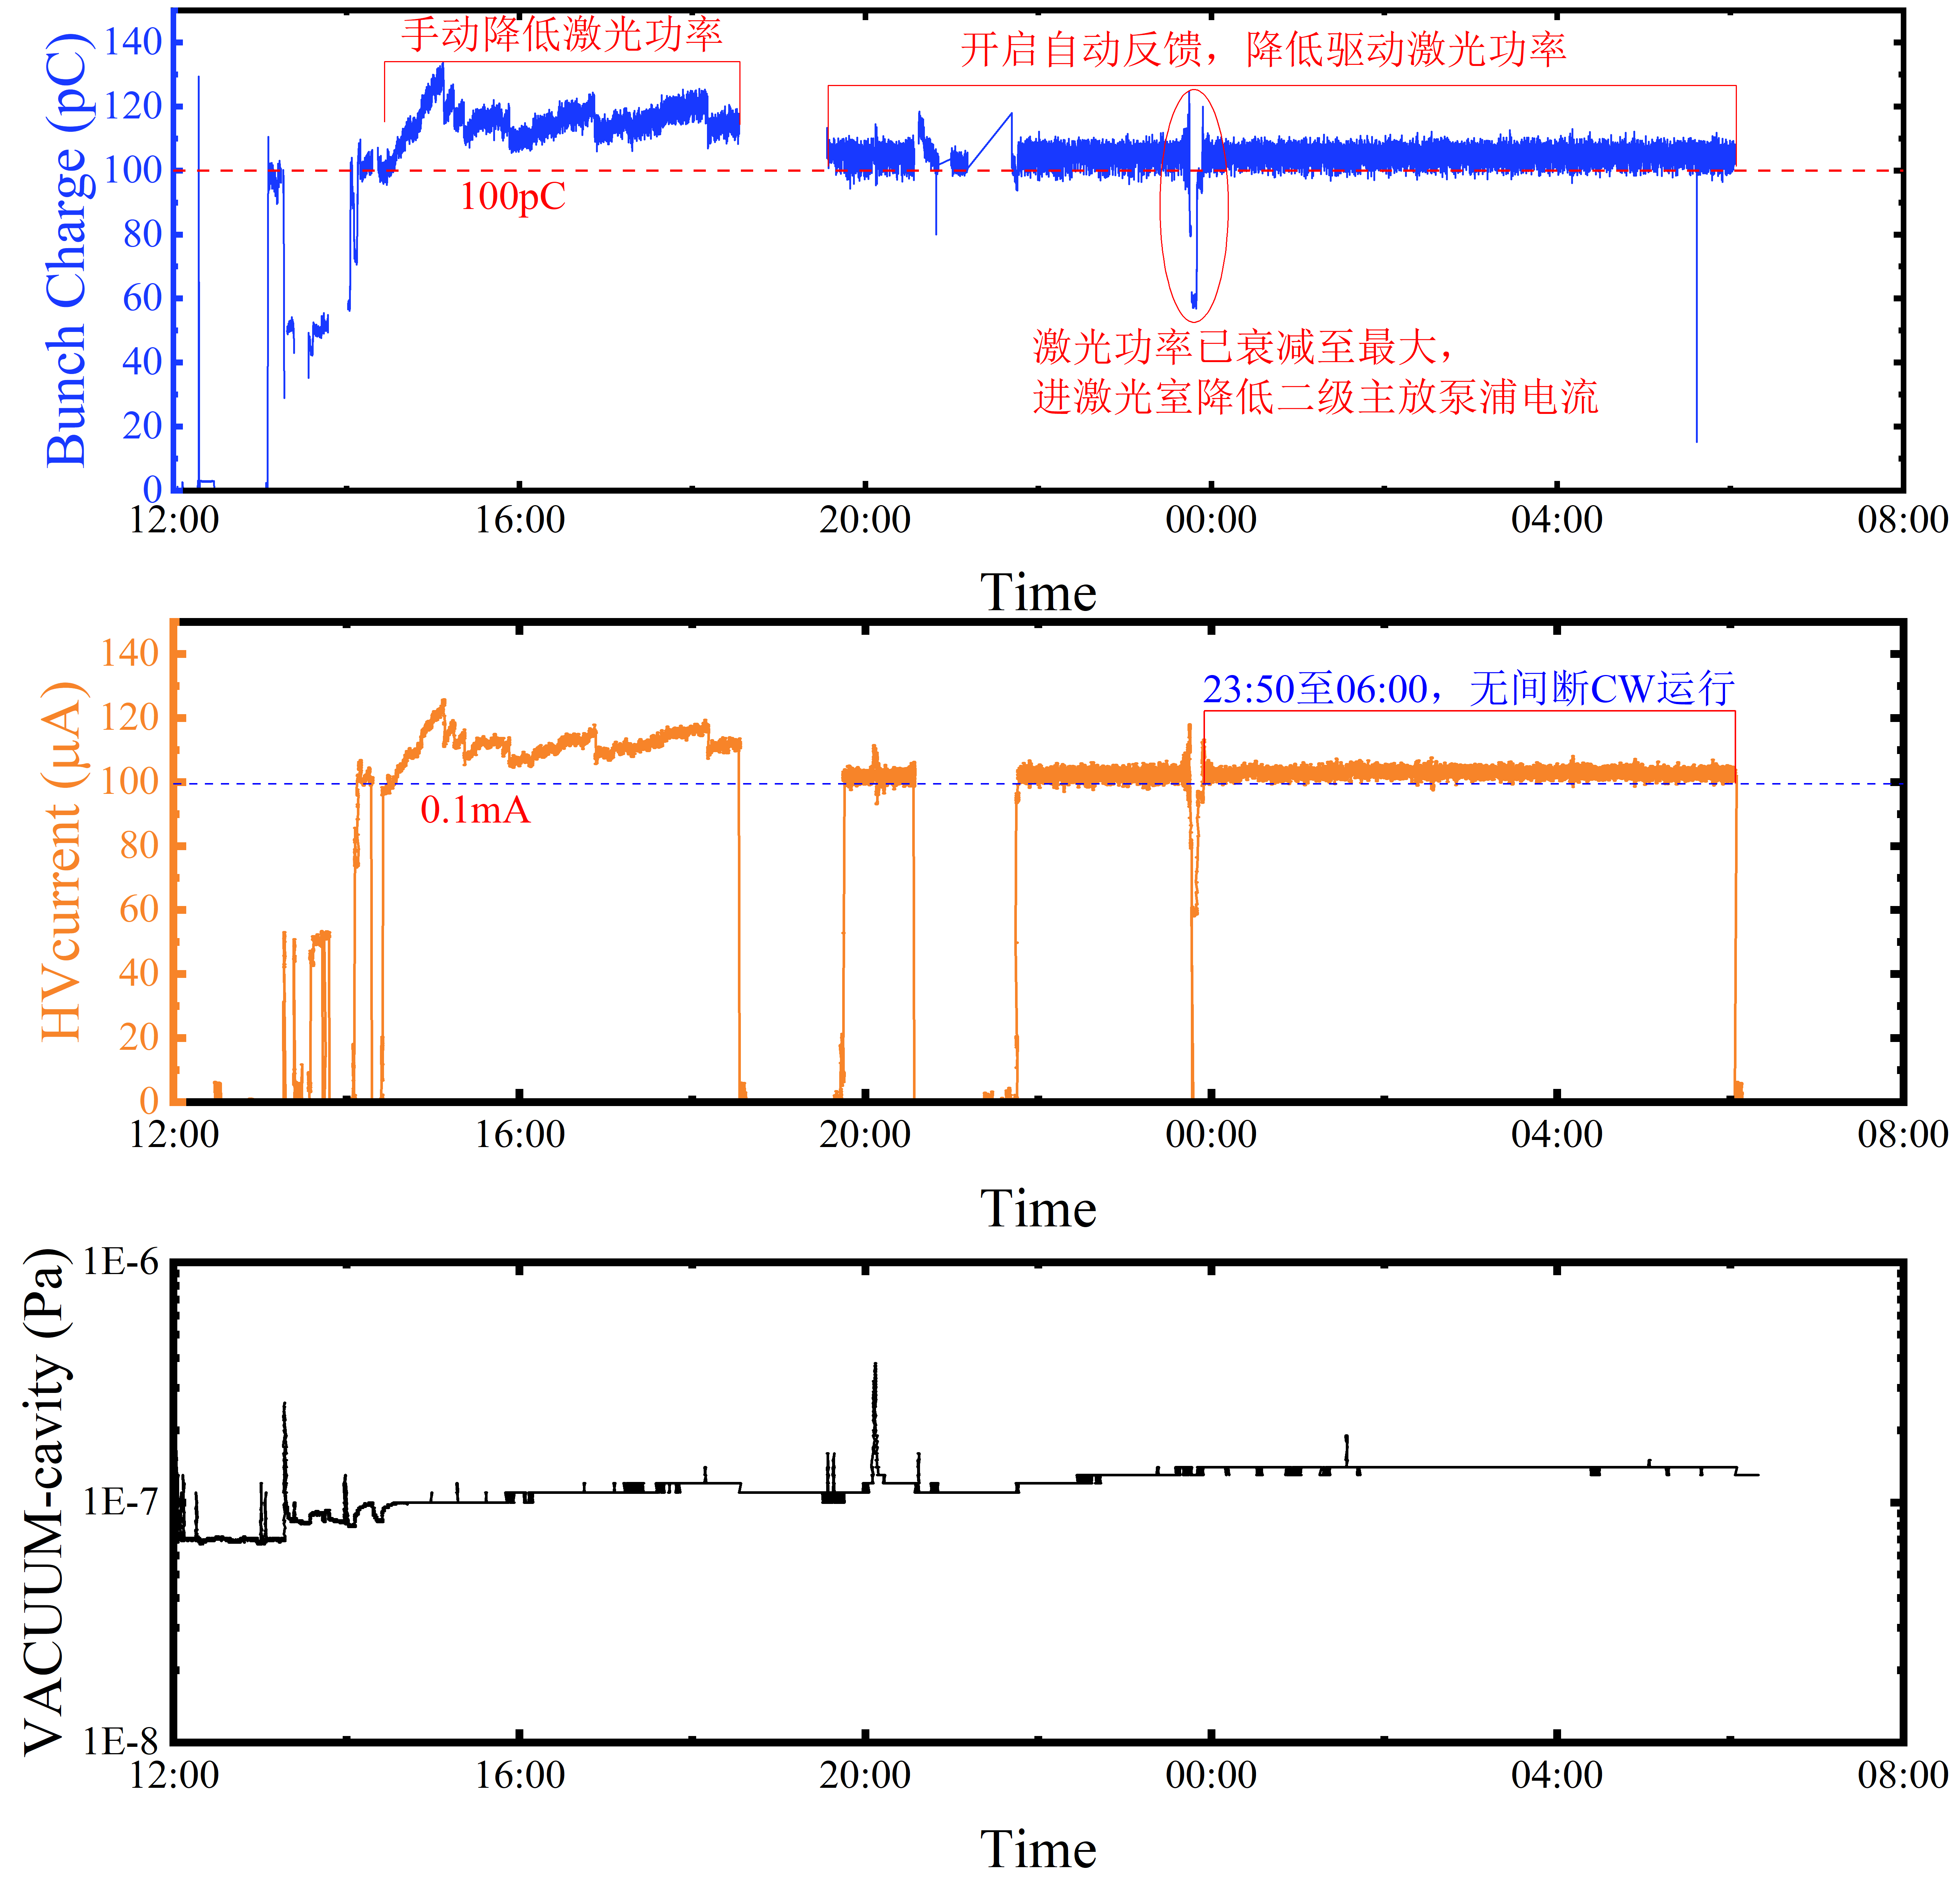 手动降低激光功率
开启自动反馈，降低驱动激光功率
140
120
100
80
60
40
20
0
Bunch Charge (pC)
100pC
激光功率已衰减至最大，
进激光室降低二级主放泵浦电流
12:00 16:00 20:00 00:00 04:00 08:00
Time
140
120
100
80
60
40
20
0
HVcurrent (μA)
23:50至06:00，无间断CW运行
0.1mA
12:00 16:00 20:00 00:00 04:00 08:00
Time
1E-6
1E-7
1E-8
VACUUM-cavity (Pa)
12:00 16:00 20:00 00:00 04:00 08:00
Time